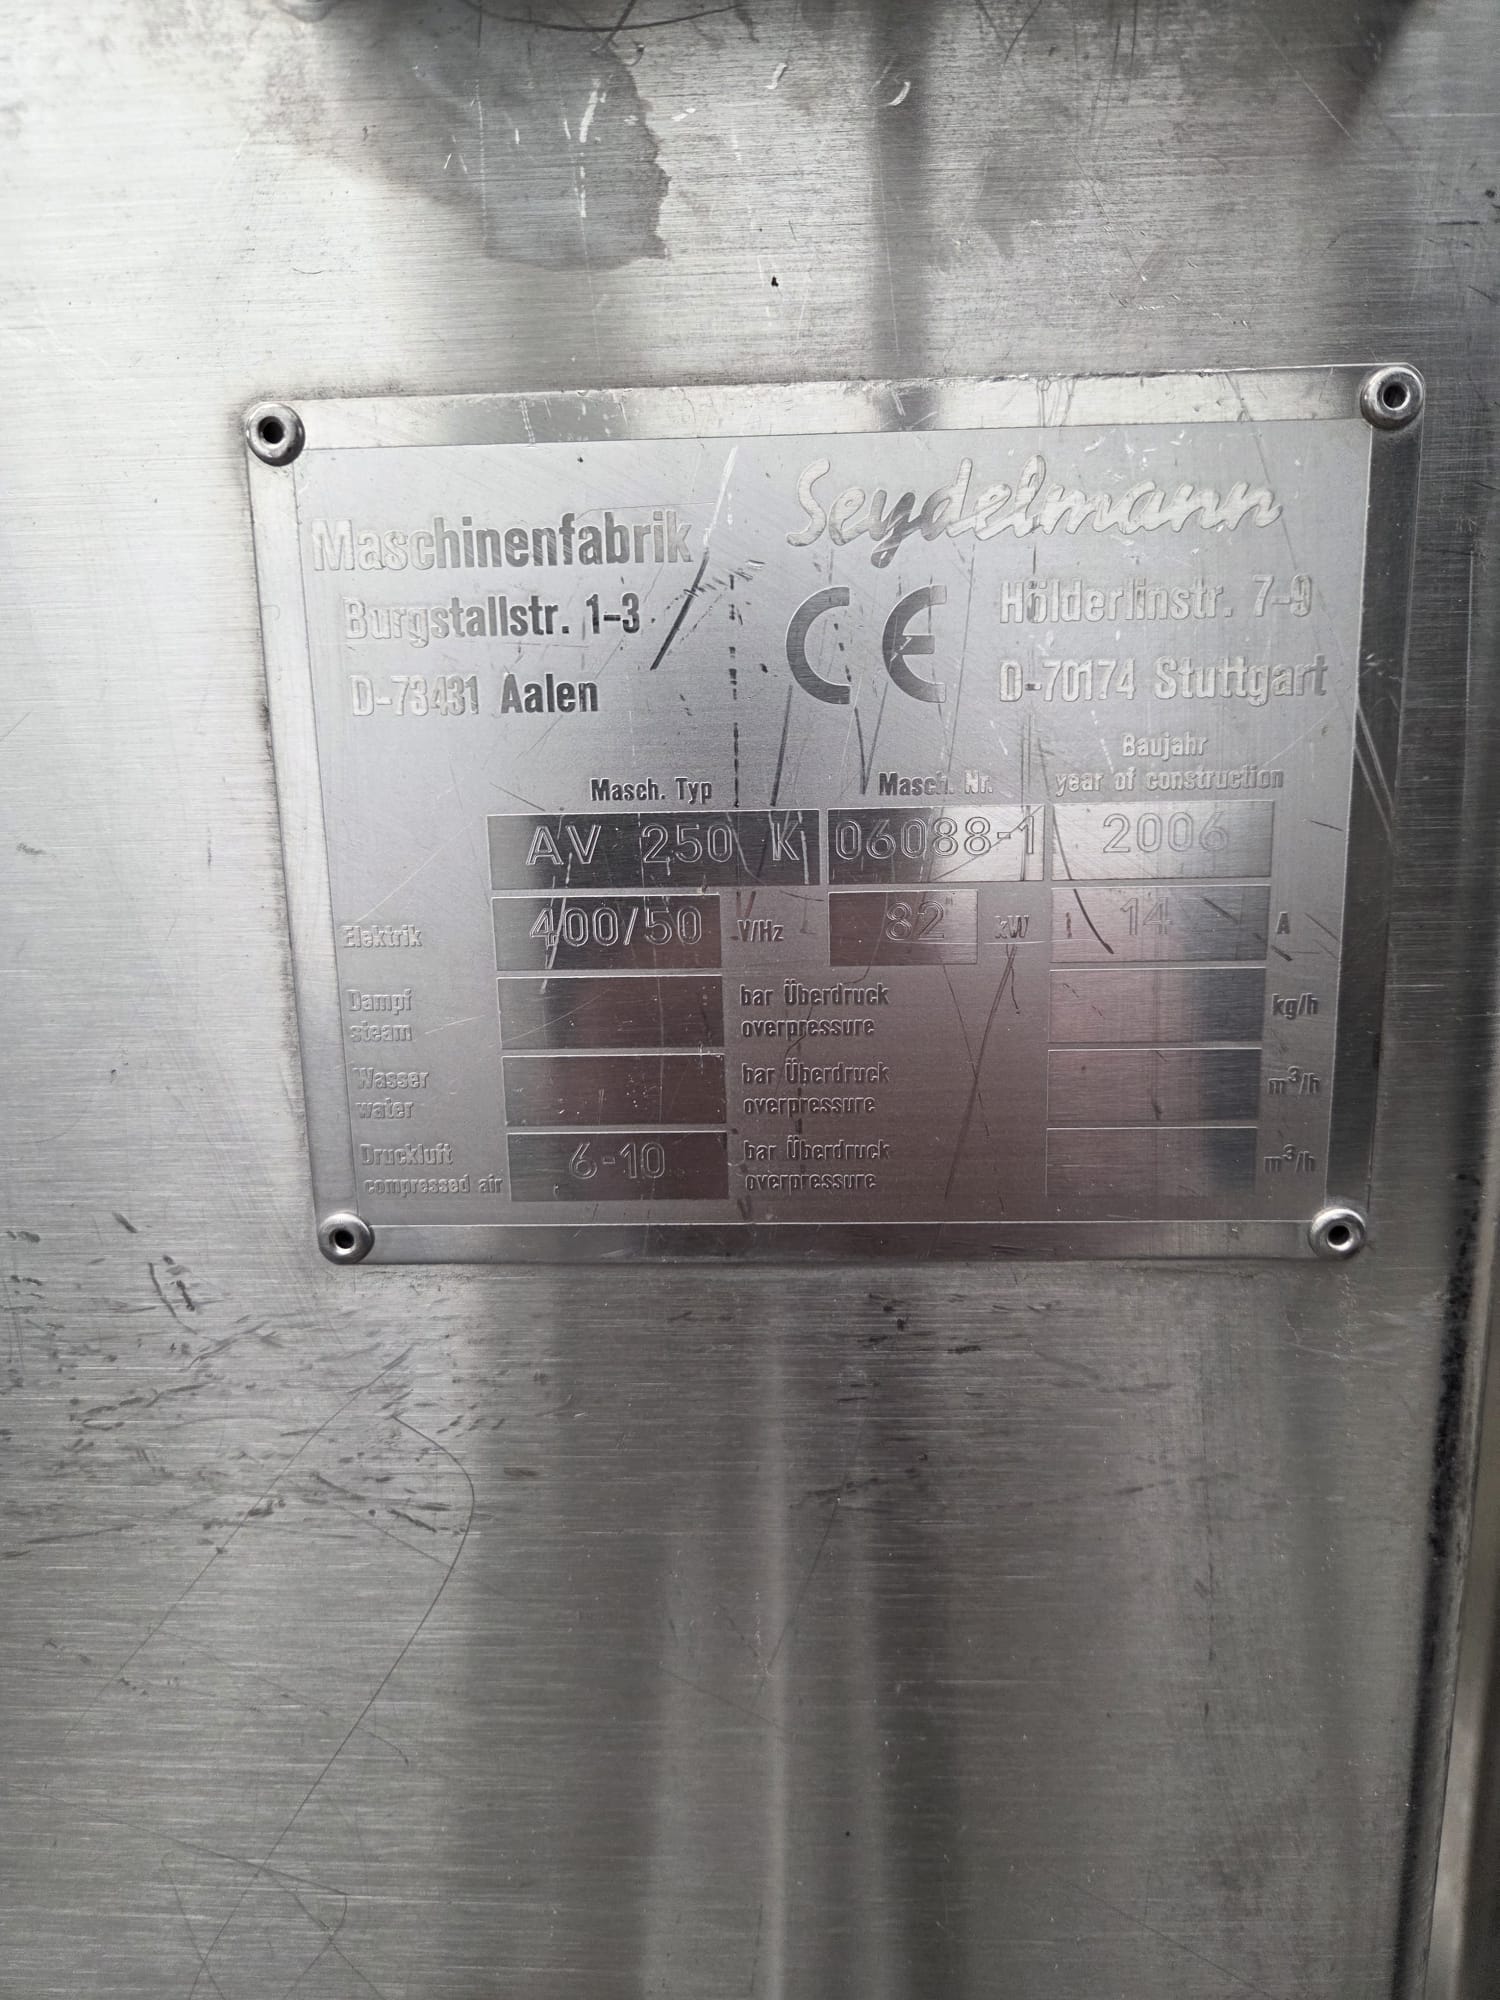 Maschinenfabrik Seydelmann
Burgstallstr. 1-3 CE Hölderlinstr. 7-9
D-73431 Aalen D-70174 Stuttgart
Baujahr
Masch. Typ Masch. Nr. year of construction
AV 250 K 06088-1 2006
Elektrik 400/50 V/Hz 82 kW 14 A
Dampf bar Überdruck kg/h
steam overpressure
Wasser bar Überdruck m³/h
water overpressure
Druckluft 6-10 bar Überdruck m³/h
compressed air overpressure